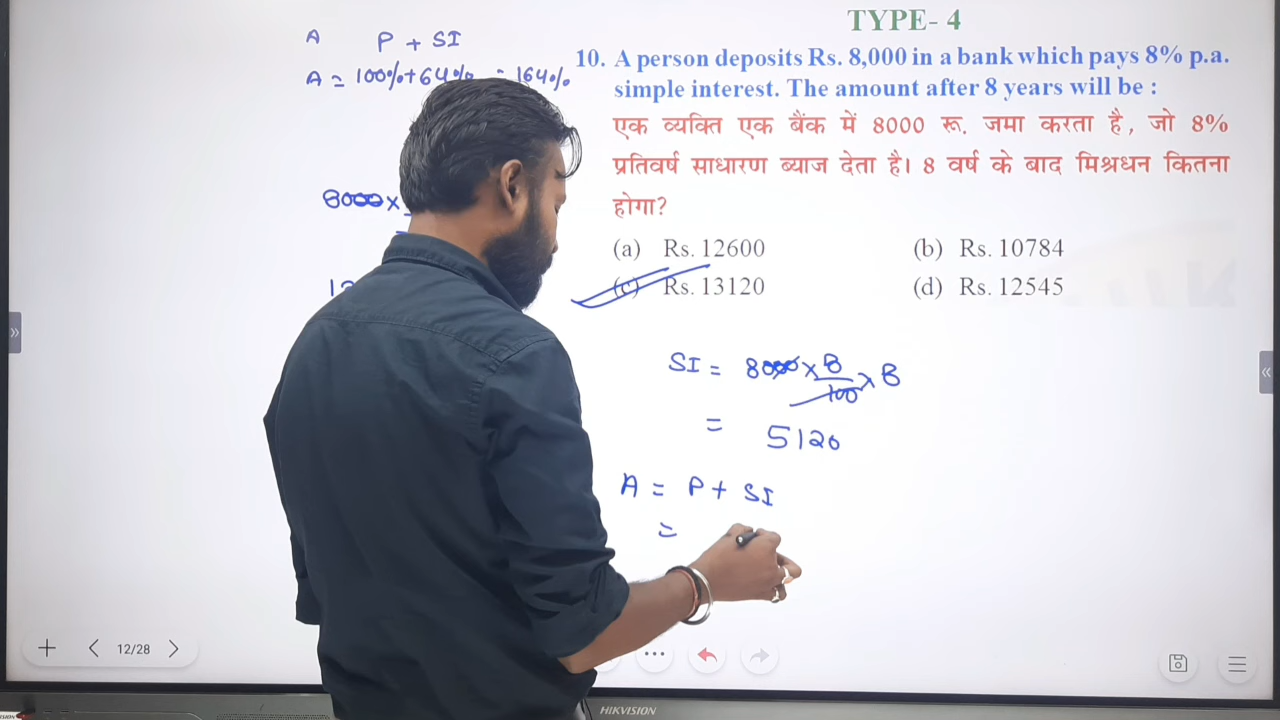 TYPE- 4
A P + SI
A = 100%+64% = 164%
8000 ×
10. A person deposits Rs. 8,000 in a bank which pays 8% p.a.
simple interest. The amount after 8 years will be :
एक व्यक्ति एक बैंक में 8000 रू. जमा करता है, जो 8%
प्रतिवर्ष साधारण ब्याज देता है। 8 वर्ष के बाद मिश्रधन कितना
होगा?
(a) Rs. 12600
(b) Rs. 10784
(c) Rs. 13120
(d) Rs. 12545
SI = 8000 × 8/100 × 8
= 5120
A = P + SI
=
12/28
HIKVISION